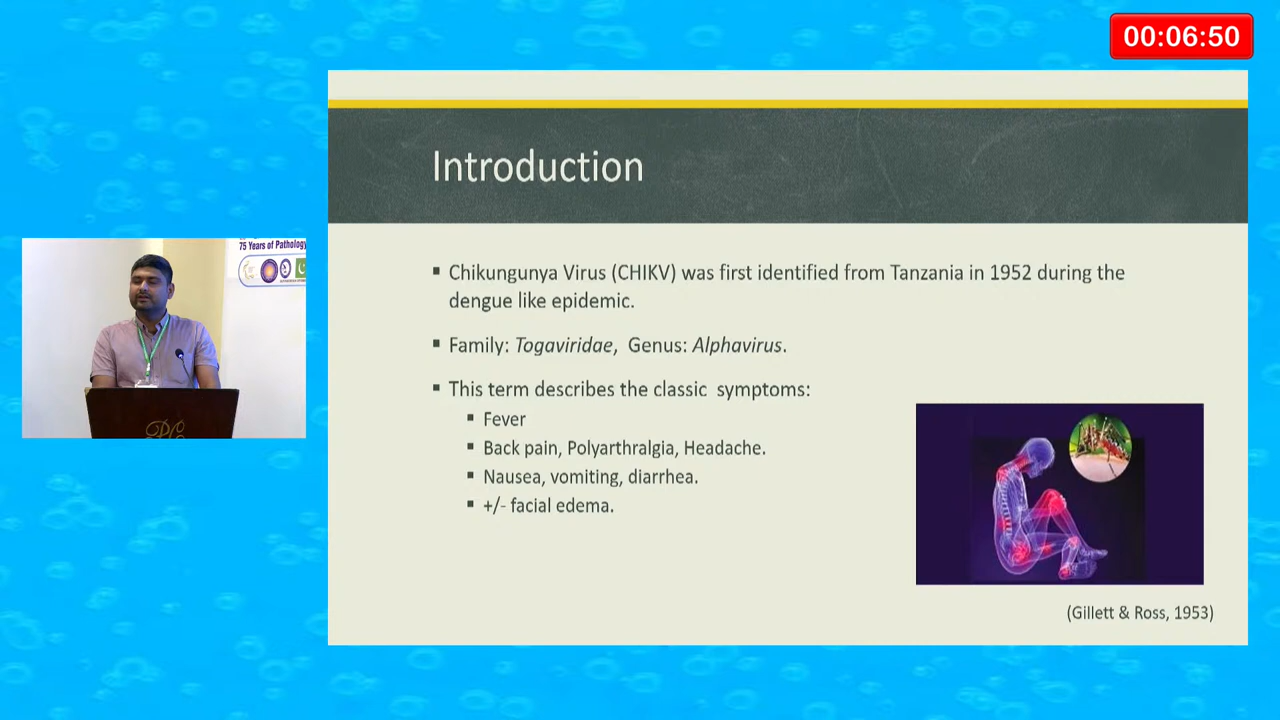 00:06:50
Introduction
▪ Chikungunya Virus (CHIKV) was first identified from Tanzania in 1952 during the
dengue like epidemic.
▪ Family: Togaviridae, Genus: Alphavirus.
▪ This term describes the classic symptoms:
▪ Fever
▪ Back pain, Polyarthralgia, Headache.
▪ Nausea, vomiting, diarrhea.
▪ +/- facial edema.
(Gillett & Ross, 1953)
75 Years of Pathology